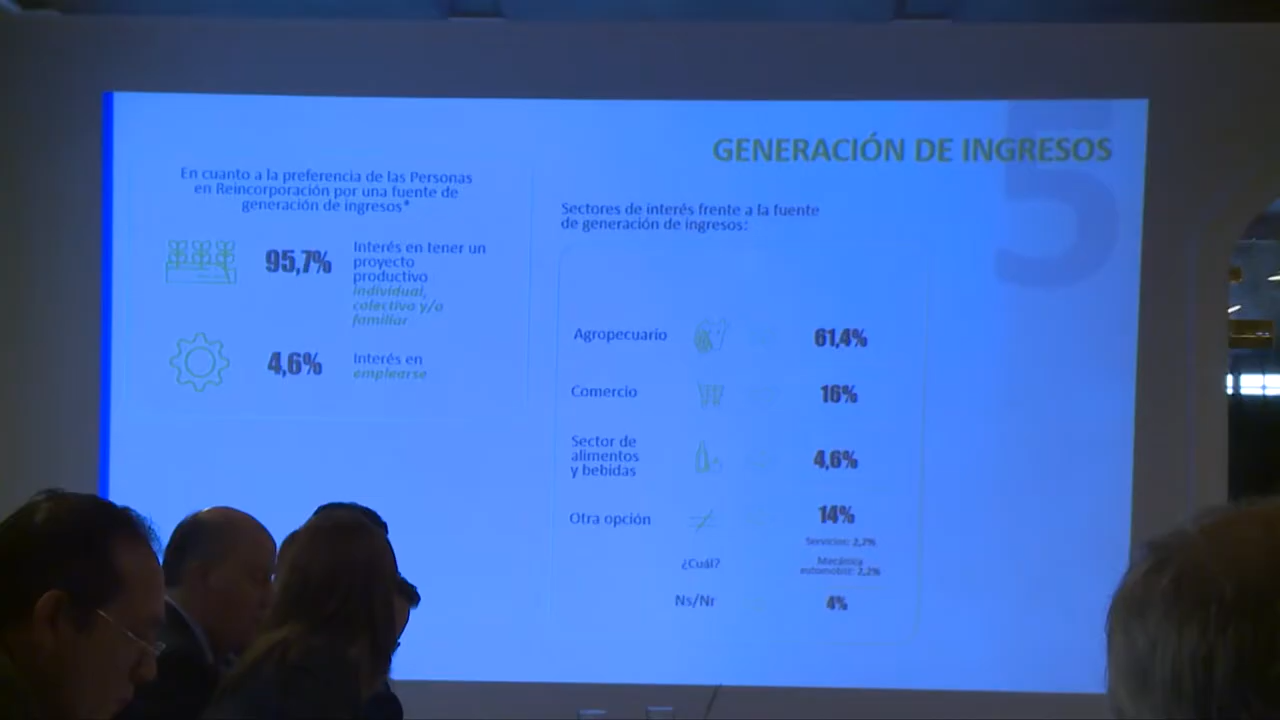 GENERACIÓN DE INGRESOS
5
En cuanto a la preferencia de las Personas
en Reincorporación por una fuente de
generación de ingresos*
95,7%
Interés en tener un
proyecto
productivo
individual,
colectivo y/o
familiar
4,6%
Interés en
emplearse
Sectores de interés frente a la fuente
de generación de ingresos:
Agropecuario 61,4%
Comercio 16%
Sector de
alimentos
y bebidas
4,6%
Otra opción 14%
Servicios: 2,7%
¿Cuál?
Mecánica
automotriz: 2,2%
Ns/Nr 4%